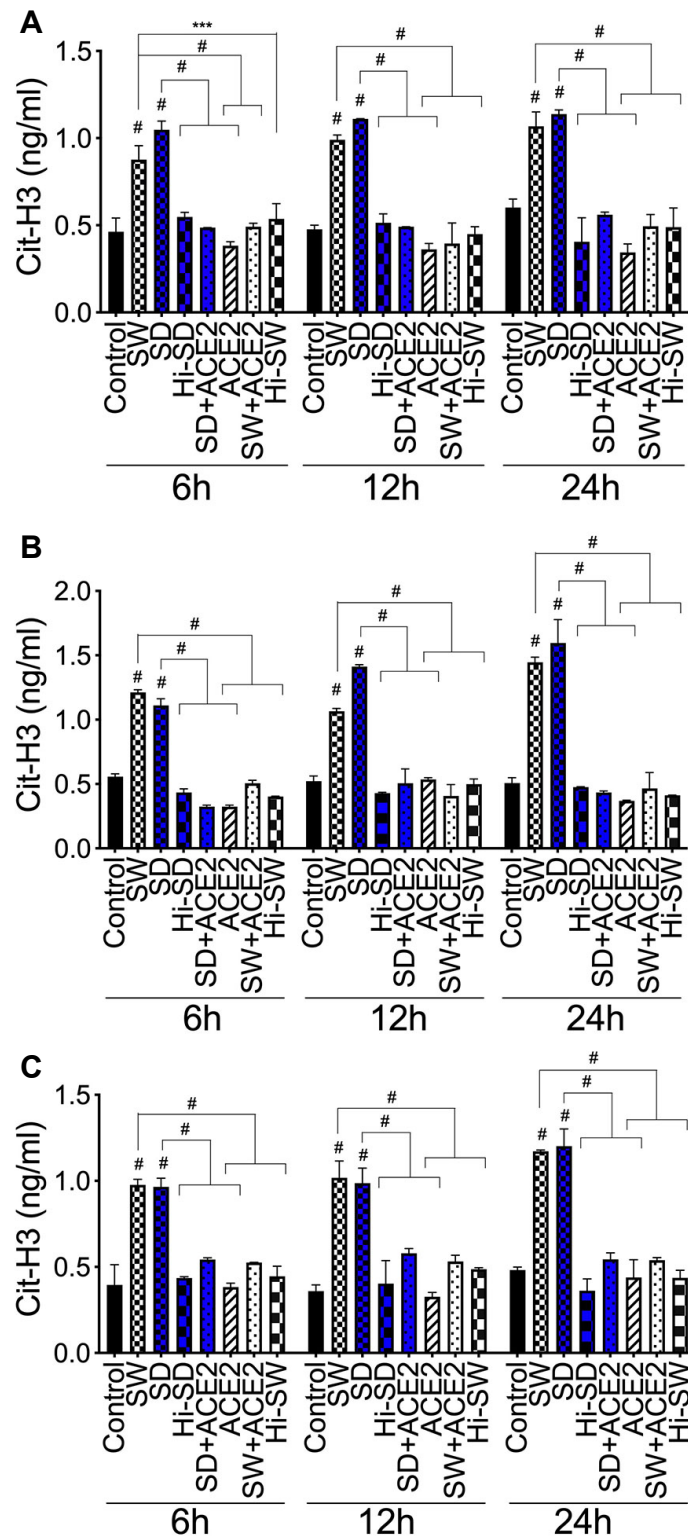 A
***
#
#
#
#
#
#
#
#
#
#
#
1.5
1.0
0.5
0.0
Cit-H3 (ng/ml)
Control SW SD Hi-SD SD+ACE2 ACE2 SW+ACE2 Hi-SW
Control SW SD Hi-SD SD+ACE2 ACE2 SW+ACE2 Hi-SW
Control SW SD Hi-SD SD+ACE2 ACE2 SW+ACE2 Hi-SW
6h 12h 24h
B
#
#
#
#
#
#
#
#
#
#
#
#
2.0
1.5
1.0
0.5
0.0
Cit-H3 (ng/ml)
Control SW SD Hi-SD SD+ACE2 ACE2 SW+ACE2 Hi-SW
Control SW SD Hi-SD SD+ACE2 ACE2 SW+ACE2 Hi-SW
Control SW SD Hi-SD SD+ACE2 ACE2 SW+ACE2 Hi-SW
6h 12h 24h
C
#
#
#
#
#
#
#
#
#
#
#
#
1.5
1.0
0.5
0.0
Cit-H3 (ng/ml)
Control SW SD Hi-SD SD+ACE2 ACE2 SW+ACE2 Hi-SW
Control SW SD Hi-SD SD+ACE2 ACE2 SW+ACE2 Hi-SW
Control SW SD Hi-SD SD+ACE2 ACE2 SW+ACE2 Hi-SW
6h 12h 24h